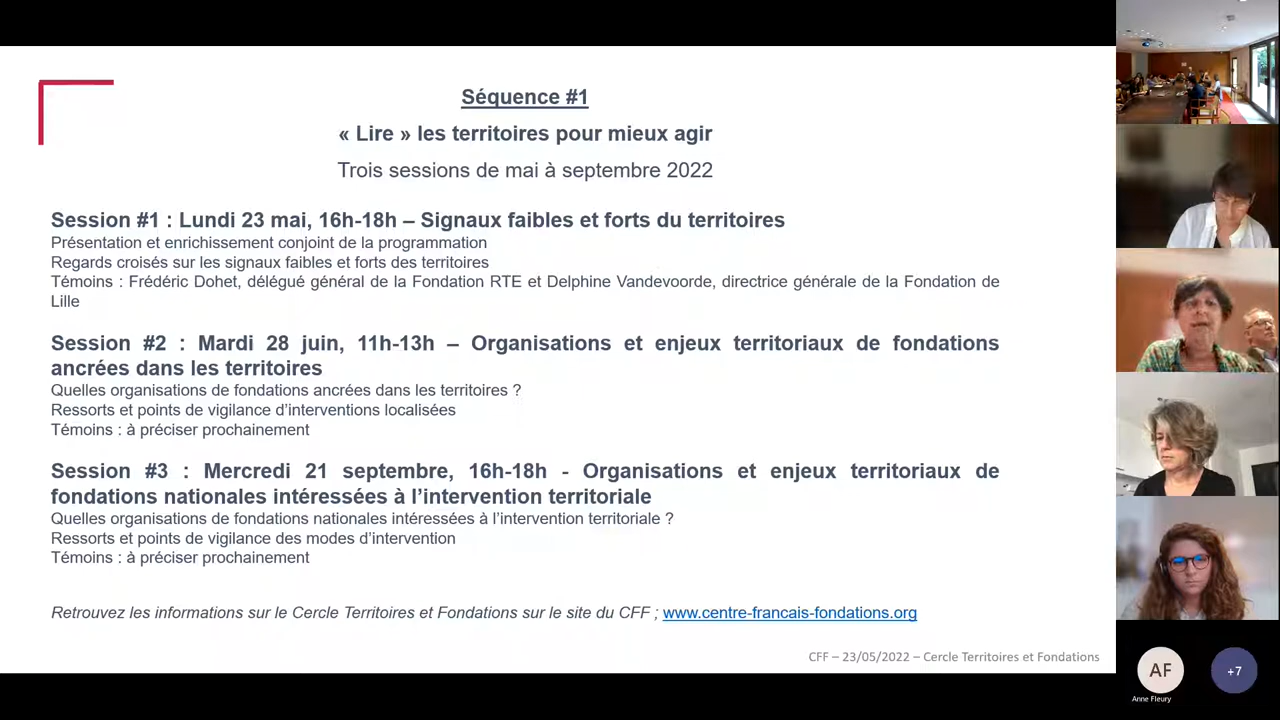 Séquence #1
« Lire » les territoires pour mieux agir
Trois sessions de mai à septembre 2022
Session #1 : Lundi 23 mai, 16h-18h – Signaux faibles et forts du territoires
Présentation et enrichissement conjoint de la programmation
Regards croisés sur les signaux faibles et forts des territoires
Témoins : Frédéric Dohet, délégué général de la Fondation RTE et Delphine Vandevoorde, directrice générale de la Fondation de
Lille
Session #2 : Mardi 28 juin, 11h-13h – Organisations et enjeux territoriaux de fondations
ancrées dans les territoires
Quelles organisations de fondations ancrées dans les territoires ?
Ressorts et points de vigilance d’interventions localisées
Témoins : à préciser prochainement
Session #3 : Mercredi 21 septembre, 16h-18h - Organisations et enjeux territoriaux de
fondations nationales intéressées à l’intervention territoriale
Quelles organisations de fondations nationales intéressées à l’intervention territoriale ?
Ressorts et points de vigilance des modes d’intervention
Témoins : à préciser prochainement
Retrouvez les informations sur le Cercle Territoires et Fondations sur le site du CFF ; www.centre-francais-fondations.org
CFF – 23/05/2022 – Cercle Territoires et Fondations
AF
Anne Fleury
+7